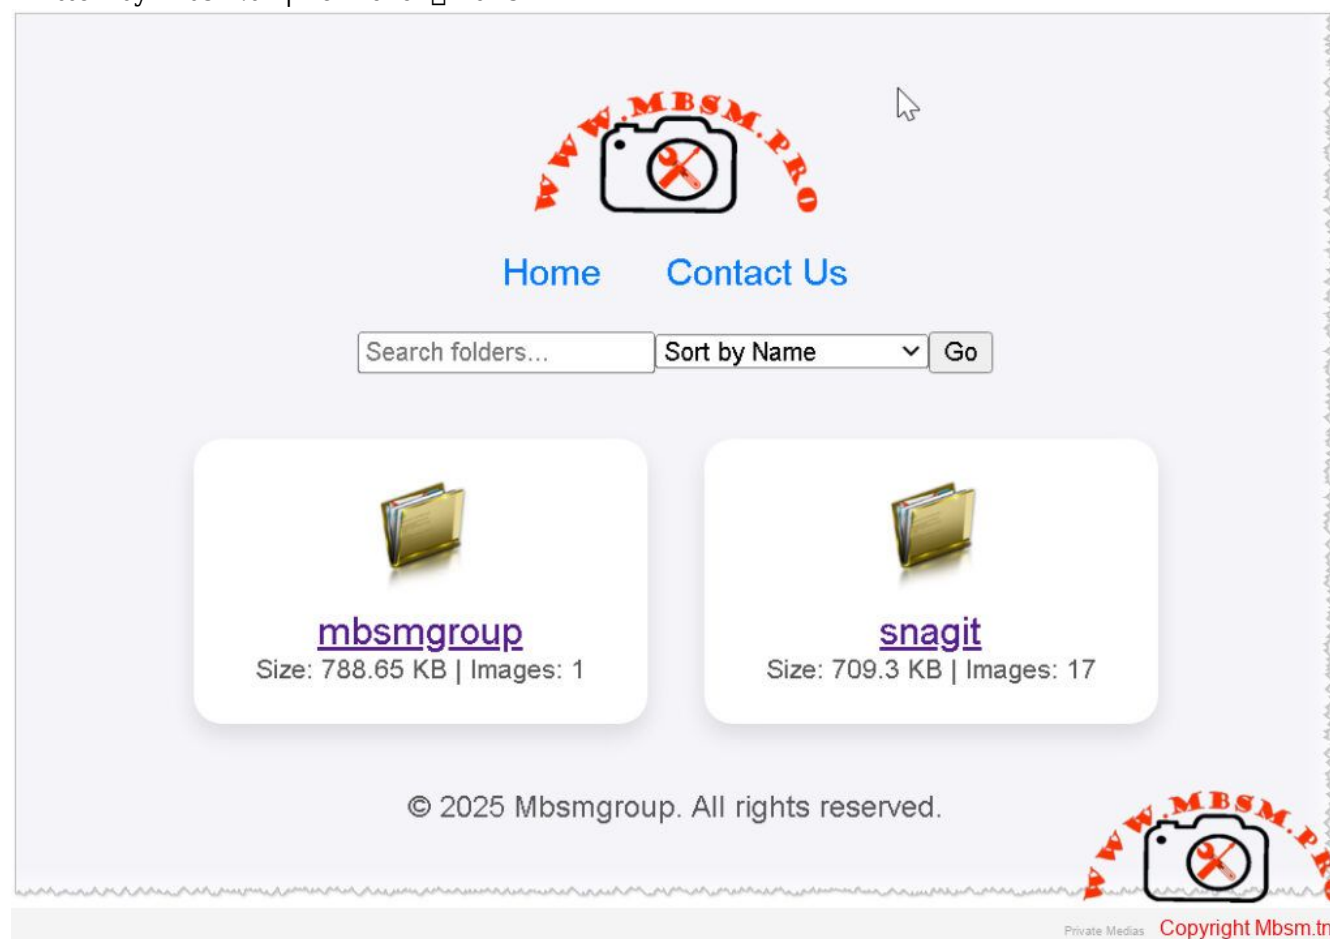 WWW.MBSM.PRO
Home Contact Us
Search folders... Sort by Name Go
mbsmgroup snagit
Size: 788.65 KB | Images: 1 Size: 709.3 KB | Images: 17
© 2025 Mbsmgroup. All rights reserved.
WWW.MBSM.PRO
Private Medias Copyright Mbsm.tn